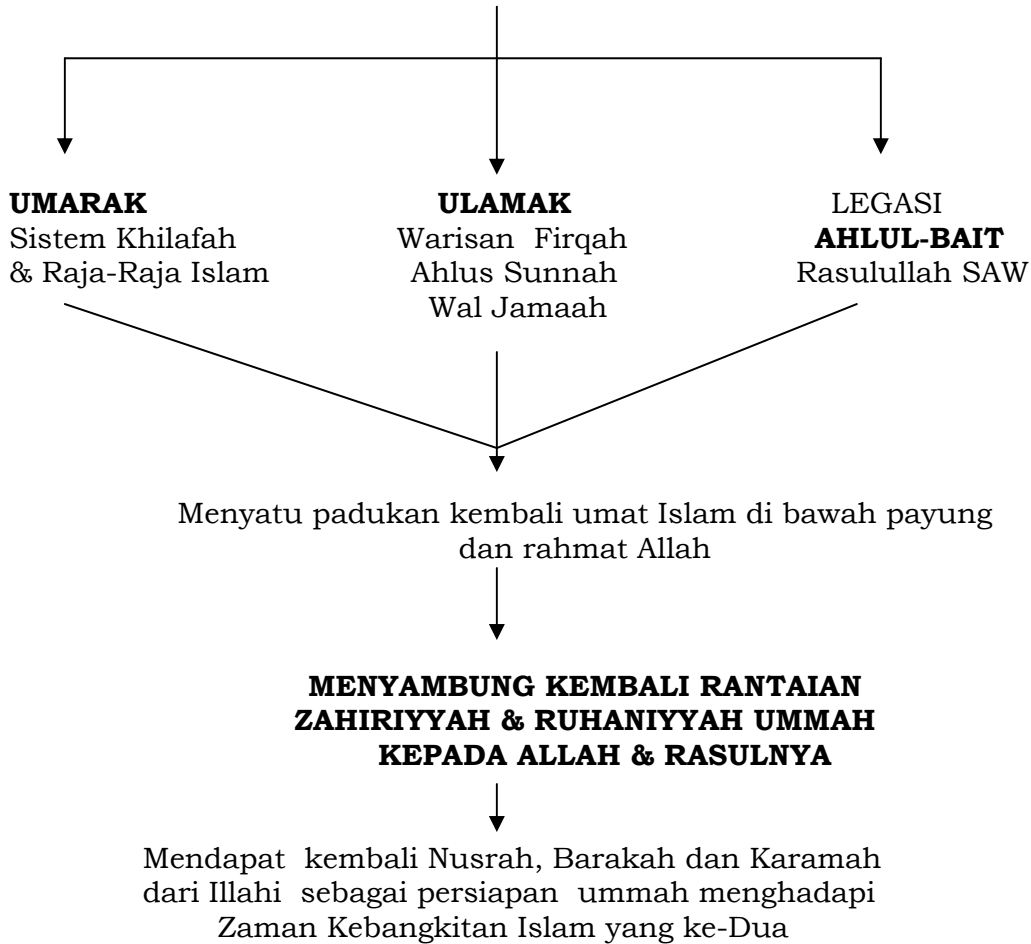 UMARAK
Sistem Khilafah
& Raja-Raja Islam
ULAMAK
Warisan Firqah
Ahlus Sunnah
Wal Jamaah
LEGASI
AHLUL-BAIT
Rasulullah SAW
Menyatu padukan kembali umat Islam di bawah payung
dan rahmat Allah
MENYAMBUNG KEMBALI RANTAIAN
ZAHIRIYYAH & RUHANIYYAH UMMAH
KEPADA ALLAH & RASULNYA
Mendapat kembali Nusrah, Barakah dan Karamah
dari Illahi sebagai persiapan ummah menghadapi
Zaman Kebangkitan Islam yang ke-Dua